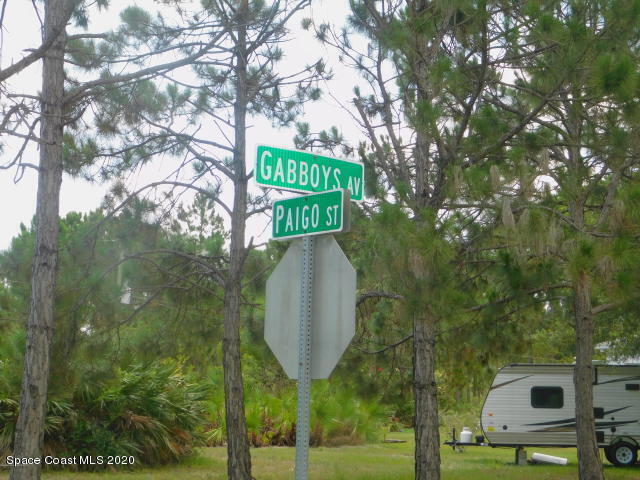 GABBOYS AV
PAIGO ST
Space Coast MLS 2020